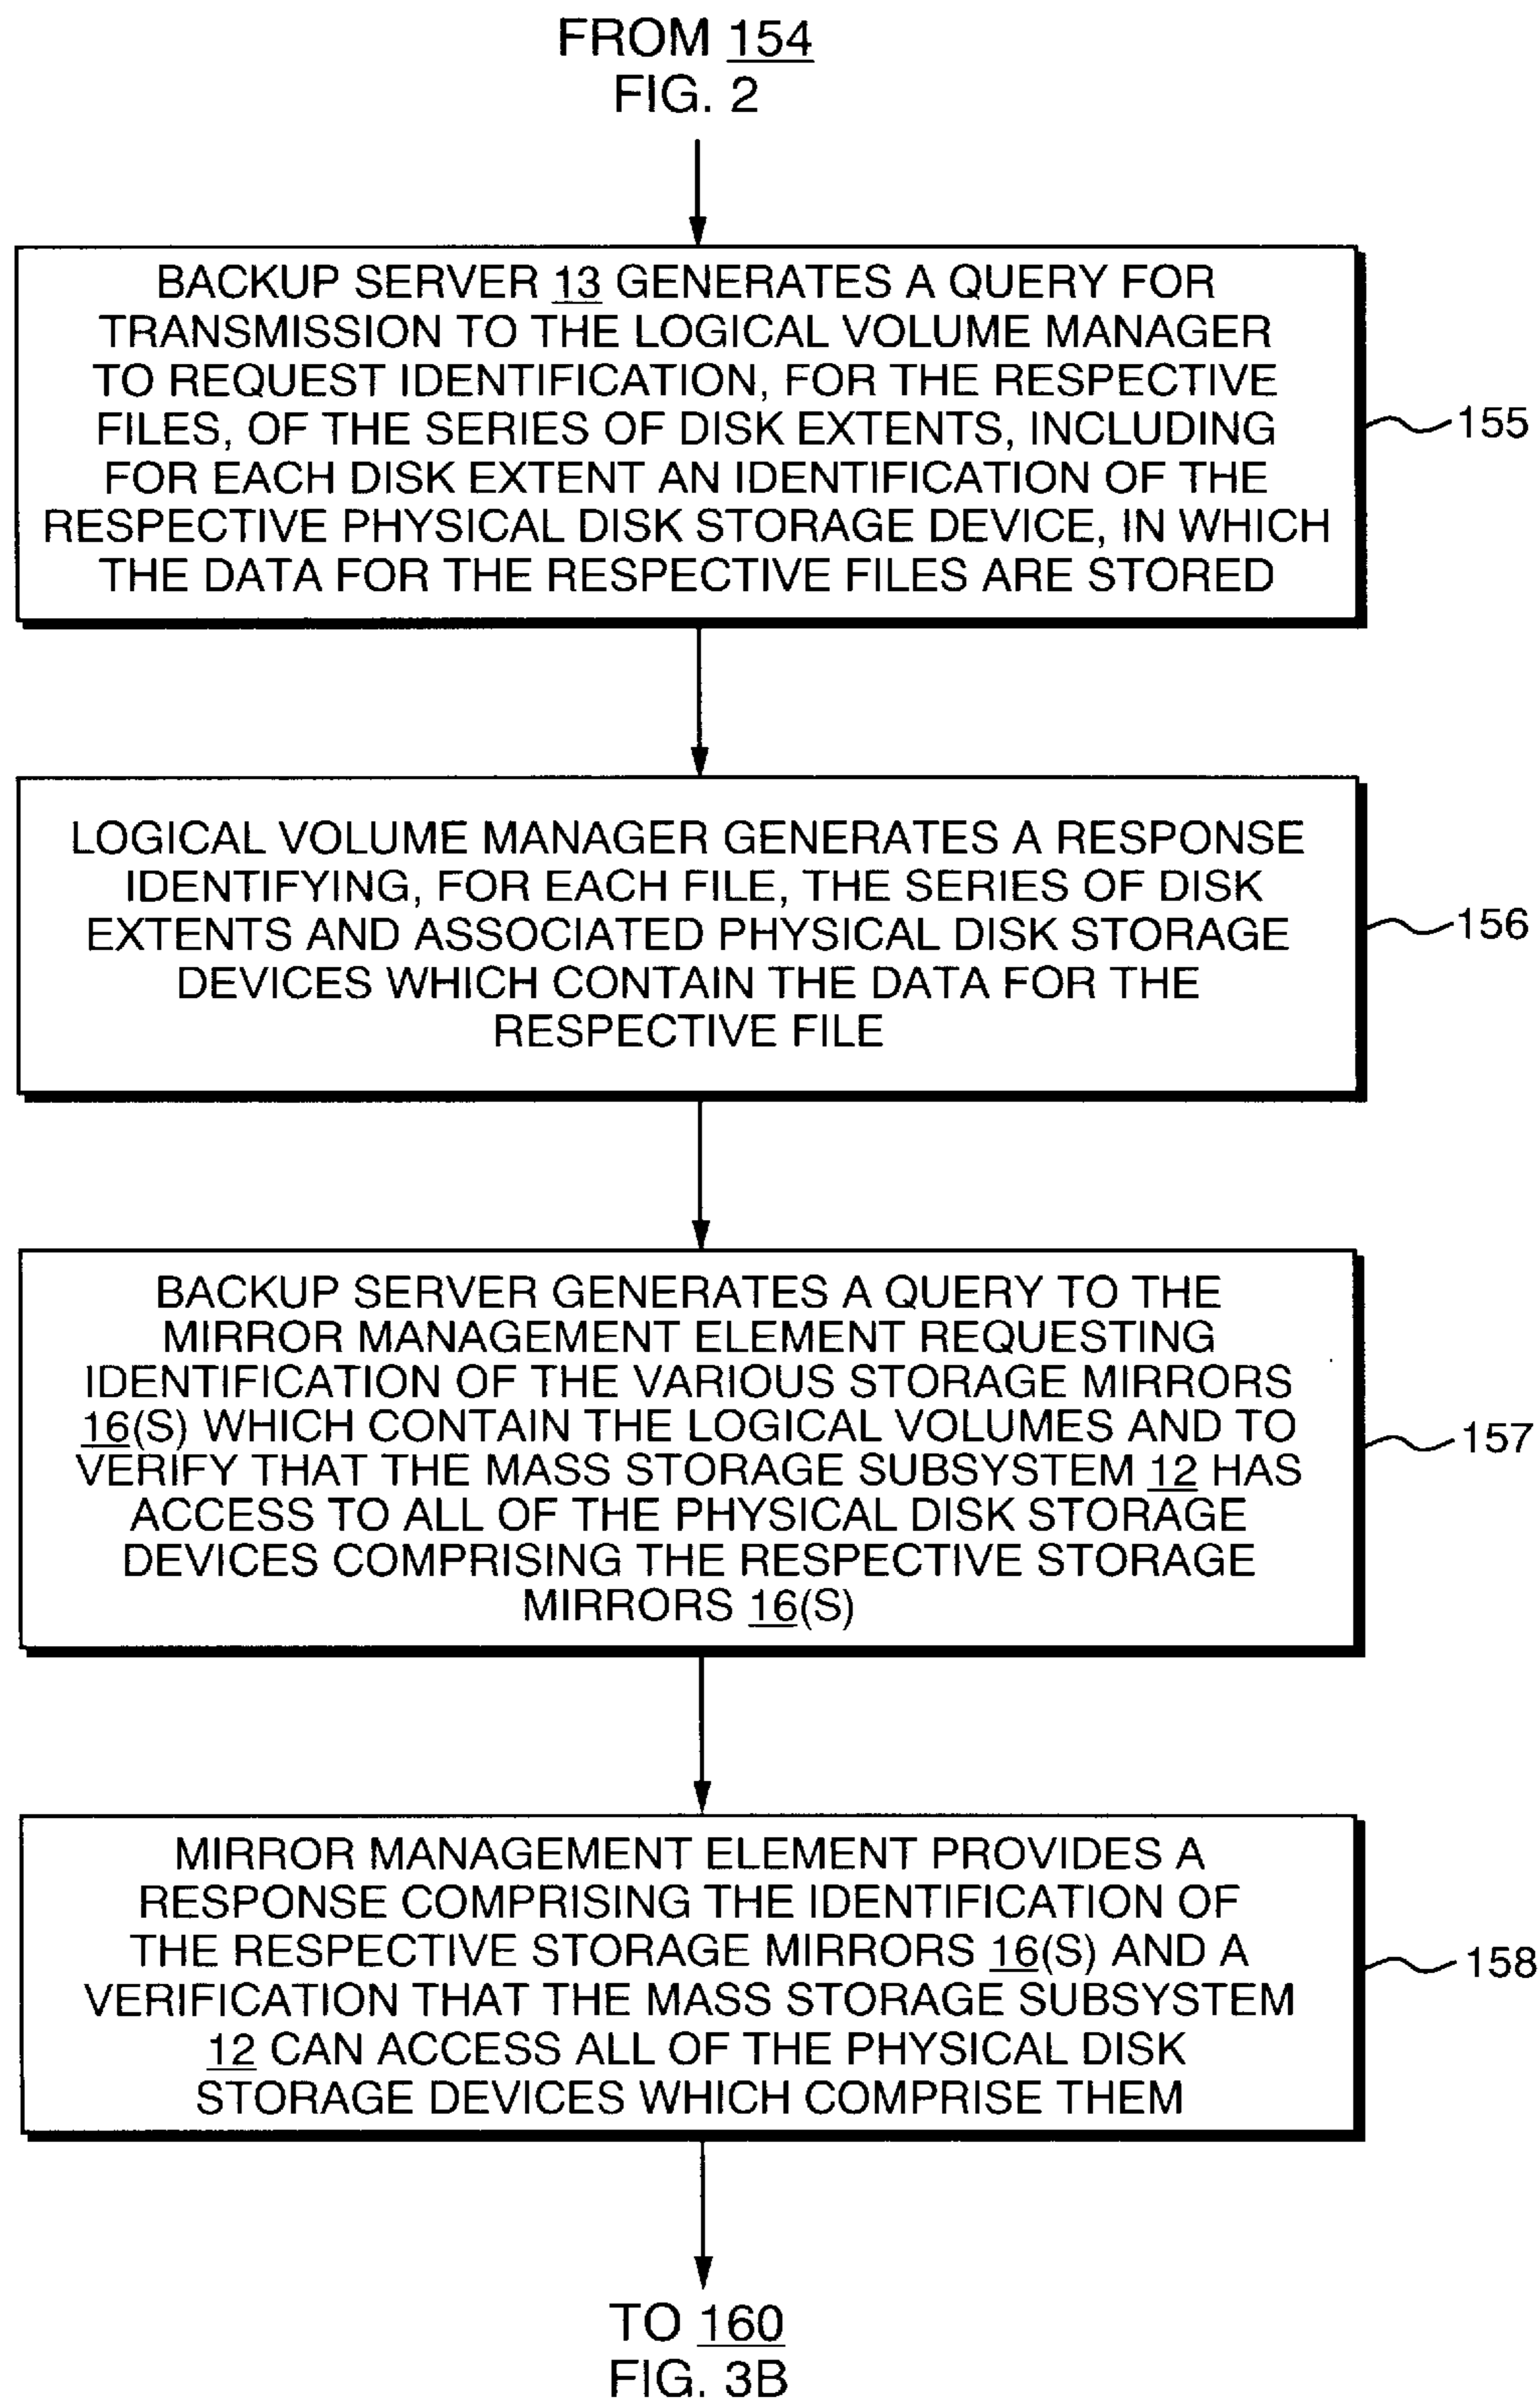 FROM 154
FIG. 2
BACKUP SERVER 13 GENERATES A QUERY FOR
TRANSMISSION TO THE LOGICAL VOLUME MANAGER
TO REQUEST IDENTIFICATION, FOR THE RESPECTIVE
FILES, OF THE SERIES OF DISK EXTENTS, INCLUDING
FOR EACH DISK EXTENT AN IDENTIFICATION OF THE
RESPECTIVE PHYSICAL DISK STORAGE DEVICE, IN WHICH
THE DATA FOR THE RESPECTIVE FILES ARE STORED
155
LOGICAL VOLUME MANAGER GENERATES A RESPONSE
IDENTIFYING, FOR EACH FILE, THE SERIES OF DISK
EXTENTS AND ASSOCIATED PHYSICAL DISK STORAGE
DEVICES WHICH CONTAIN THE DATA FOR THE
RESPECTIVE FILE
156
BACKUP SERVER GENERATES A QUERY TO THE
MIRROR MANAGEMENT ELEMENT REQUESTING
IDENTIFICATION OF THE VARIOUS STORAGE MIRRORS
16(S) WHICH CONTAIN THE LOGICAL VOLUMES AND TO
VERIFY THAT THE MASS STORAGE SUBSYSTEM 12 HAS
ACCESS TO ALL OF THE PHYSICAL DISK STORAGE
DEVICES COMPRISING THE RESPECTIVE STORAGE
MIRRORS 16(S)
157
MIRROR MANAGEMENT ELEMENT PROVIDES A
RESPONSE COMPRISING THE IDENTIFICATION OF
THE RESPECTIVE STORAGE MIRRORS 16(S) AND A
VERIFICATION THAT THE MASS STORAGE SUBSYSTEM
12 CAN ACCESS ALL OF THE PHYSICAL DISK
STORAGE DEVICES WHICH COMPRISE THEM
158
TO 160
FIG. 3B